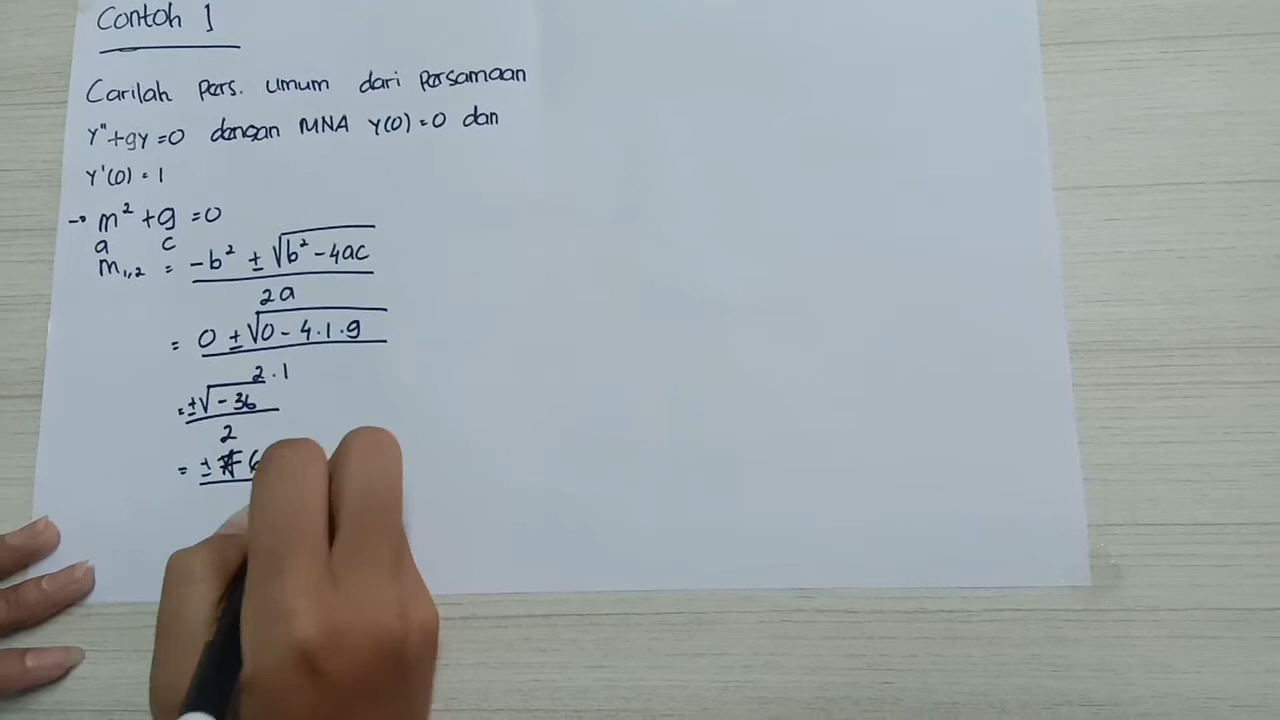 Contoh 1
Carilah Pers. Umum dari Persamaan
y"+9y=0 dengan MNA y(0)=0 dan
y'(0)=1
→ m²+9=0
a c
m₁,₂ = -b² ± √b²-4ac
2a
= 0 ± √0-4.1.9
2.1
= ±√-36
2
= ±